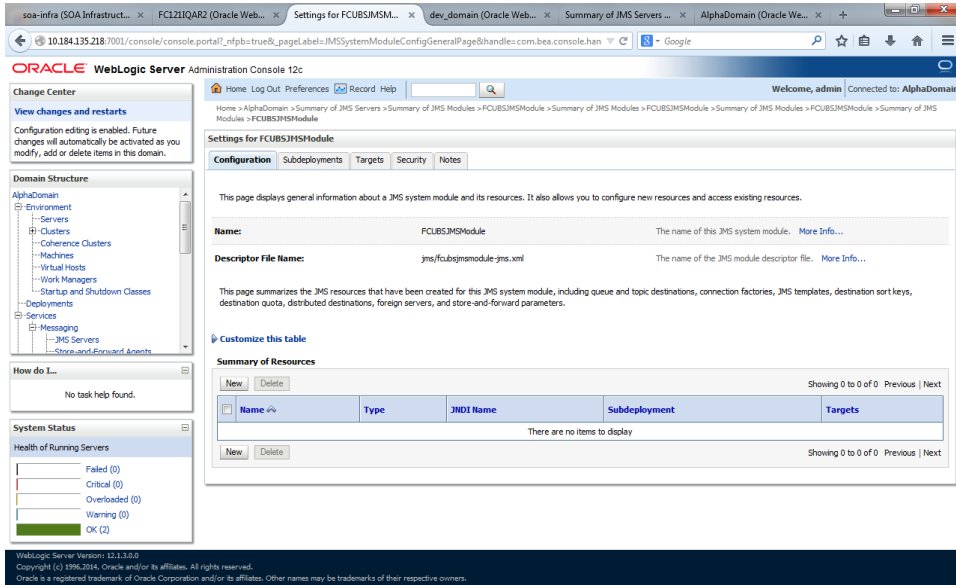 soa-infra (SOA Infrastruct... × FC121IQAR2 (Oracle Web... × Settings for FCUBSJMSM... × dev_domain (Oracle Web... × Summary of JMS Servers ... × AlphaDomain (Oracle We... × +
10.184.135.218:7001/console/console.portal?_nfpb=true&_pageLabel=JMSSystemModuleConfigGeneralPage&handle=com.bea.console.han
8 - Google
ORACLE WebLogic Server Administration Console 12c
Change Center
View changes and restarts
Configuration editing is enabled. Future
changes will automatically be activated as you
modify, add or delete items in this domain.
Domain Structure
AlphaDomain
Environment
Servers
Clusters
Coherence Clusters
Machines
Virtual Hosts
Work Managers
Startup and Shutdown Classes
Deployments
Services
Messaging
JMS Servers
Store-and-Forward Agents
How do I...
No task help found.
System Status
Health of Running Servers
Failed (0)
Critical (0)
Overloaded (0)
Warning (0)
OK (2)
Home Log Out Preferences Record Help
Welcome, admin Connected to: AlphaDomain
Home >AlphaDomain >Summary of JMS Servers >Summary of JMS Modules >FCUBSJMSModule >Summary of JMS Modules >FCUBSJMSModule >Summary of JMS Modules >FCUBSJMSModule >Summary of JMS
Modules >FCUBSJMSModule
Settings for FCUBSJMSModule
Configuration Subdeployments Targets Security Notes
This page displays general information about a JMS system module and its resources. It also allows you to configure new resources and access existing resources.
Name: FCUBSJMSModule The name of this JMS system module. More Info...
Descriptor File Name: jms/fcubsjmsmodule-jms.xml The name of the JMS module descriptor file. More Info...
This page summarizes the JMS resources that have been created for this JMS system module, including queue and topic destinations, connection factories, JMS templates, destination sort keys,
destination quota, distributed destinations, foreign servers, and store-and-forward parameters.
Customize this table
Summary of Resources
New Delete Showing 0 to 0 of 0 Previous | Next
Name Type JNDI Name Subdeployment Targets
There are no items to display
New Delete Showing 0 to 0 of 0 Previous | Next
WebLogic Server Version: 12.1.3.0.0
Copyright (c) 1996,2014, Oracle and/or its affiliates. All rights reserved.
Oracle is a registered trademark of Oracle Corporation and/or its affiliates. Other names may be trademarks of their respective owners.